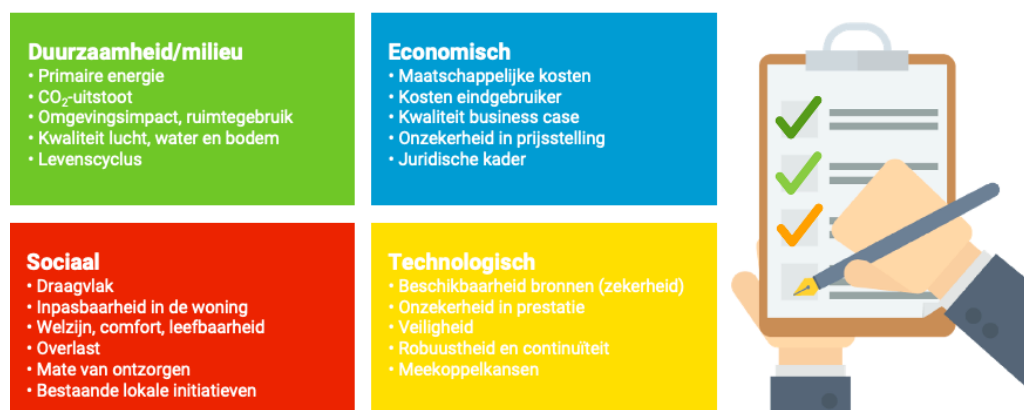 Duurzaamheid/milieu
• Primaire energie
• CO₂-uitstoot
• Omgevingsimpact, ruimtegebruik
• Kwaliteit lucht, water en bodem
• Levenscyclus
Economisch
• Maatschappelijke kosten
• Kosten eindgebruiker
• Kwaliteit business case
• Onzekerheid in prijsstelling
• Juridische kader
Sociaal
• Draagvlak
• Inpasbaarheid in de woning
• Welzijn, comfort, leefbaarheid
• Overlast
• Mate van ontzorgen
• Bestaande lokale initiatieven
Technologisch
• Beschikbaarheid bronnen (zekerheid)
• Onzekerheid in prestatie
• Veiligheid
• Robuustheid en continuïteit
• Meekoppelkansen